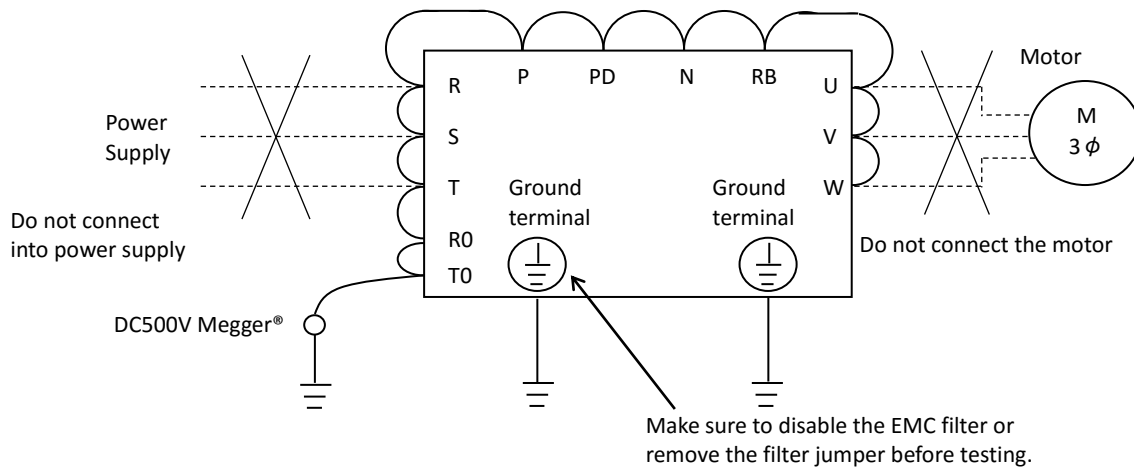 Motor
P PD N RB
R U
Power
Supply
S V
M
3ϕ
T W
Ground
terminal
Ground
terminal
Do not connect
into power supply
R0
T0
Do not connect the motor
DC500V Megger®
Make sure to disable the EMC filter or
remove the filter jumper before testing.